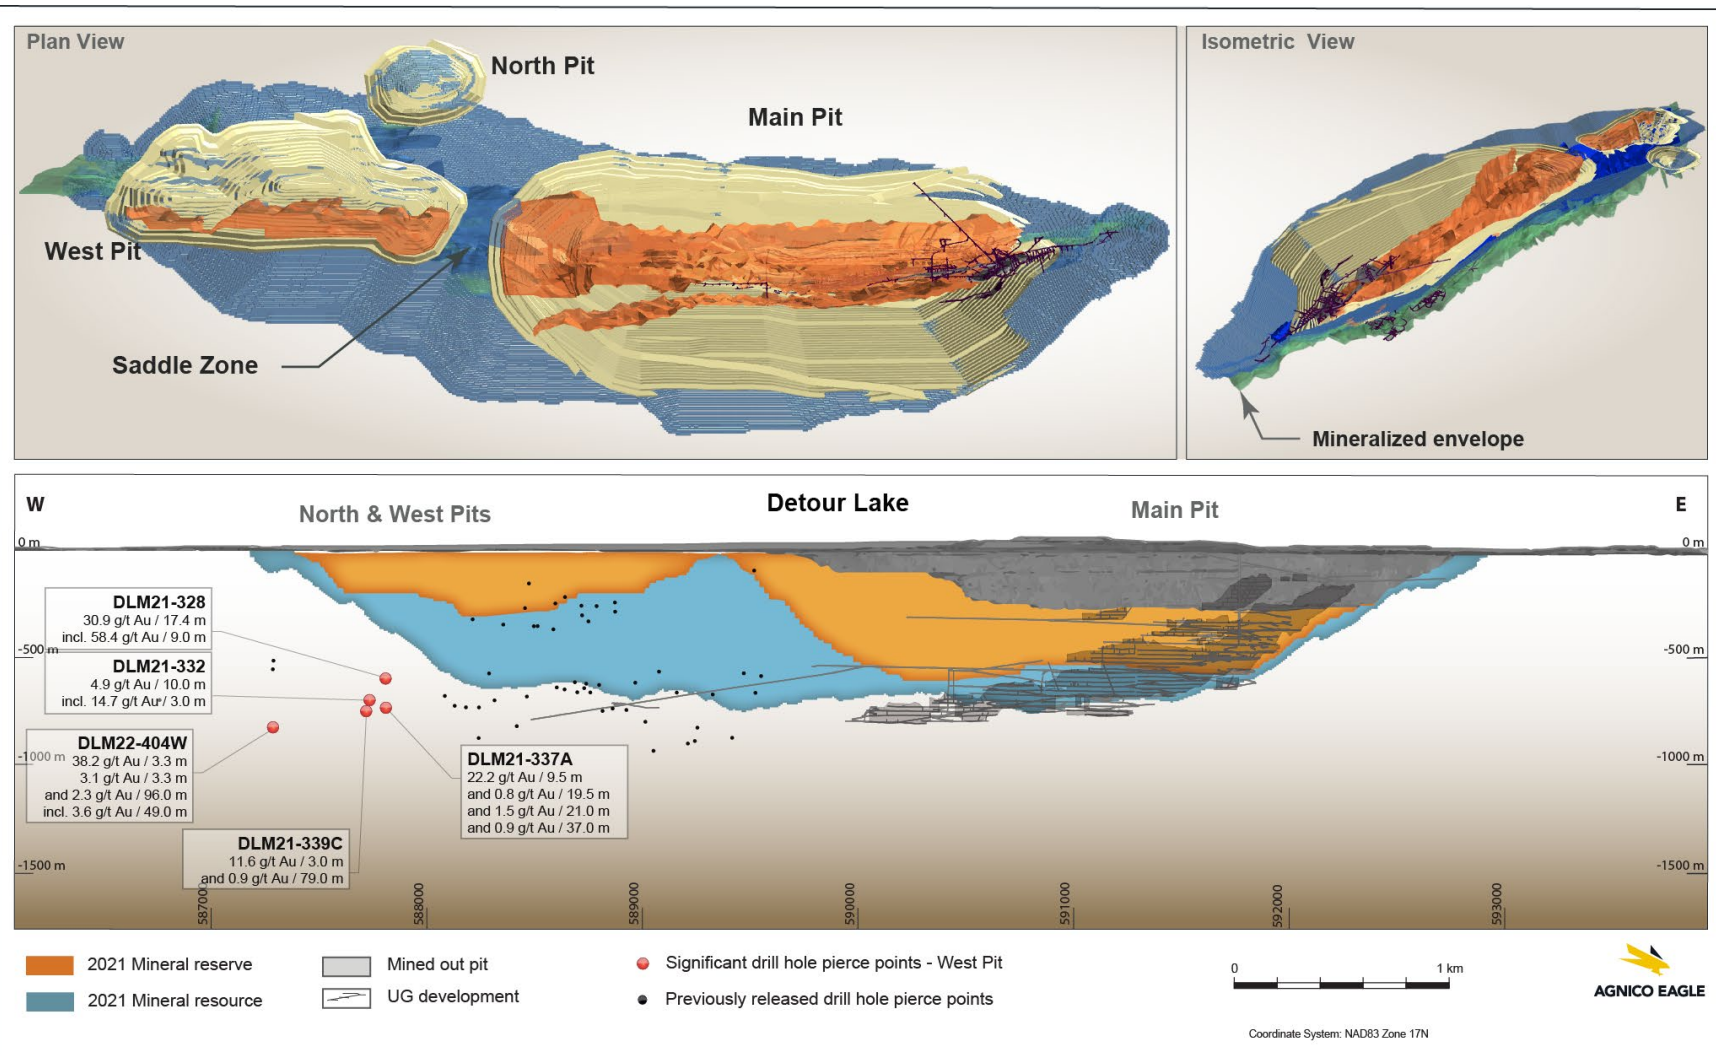 Plan View
North Pit
Main Pit
West Pit
Saddle Zone
Isometric View
Mineralized envelope
W
North & West Pits
Detour Lake
Main Pit
E
0 m
0 m
DLM21-328
30.9 g/t Au / 17.4 m
incl. 58.4 g/t Au / 9.0 m
-500 m
-500 m
DLM21-332
4.9 g/t Au / 10.0 m
incl. 14.7 g/t Au / 3.0 m
DLM22-404W
-1000 m
-1000 m
38.2 g/t Au / 3.3 m
3.1 g/t Au / 3.3 m
and 2.3 g/t Au / 96.0 m
incl. 3.6 g/t Au / 49.0 m
DLM21-337A
22.2 g/t Au / 9.5 m
and 0.8 g/t Au / 19.5 m
and 1.5 g/t Au / 21.0 m
and 0.9 g/t Au / 37.0 m
DLM21-339C
11.6 g/t Au / 3.0 m
and 0.9 g/t Au / 79.0 m
-1500 m
-1500 m
587000
588000
589000
590000
591000
592000
593000
2021 Mineral reserve
2021 Mineral resource
Mined out pit
UG development
Significant drill hole pierce points - West Pit
Previously released drill hole pierce points
0
1 km
Coordinate System: NAD83 Zone 17N
AGNICO EAGLE